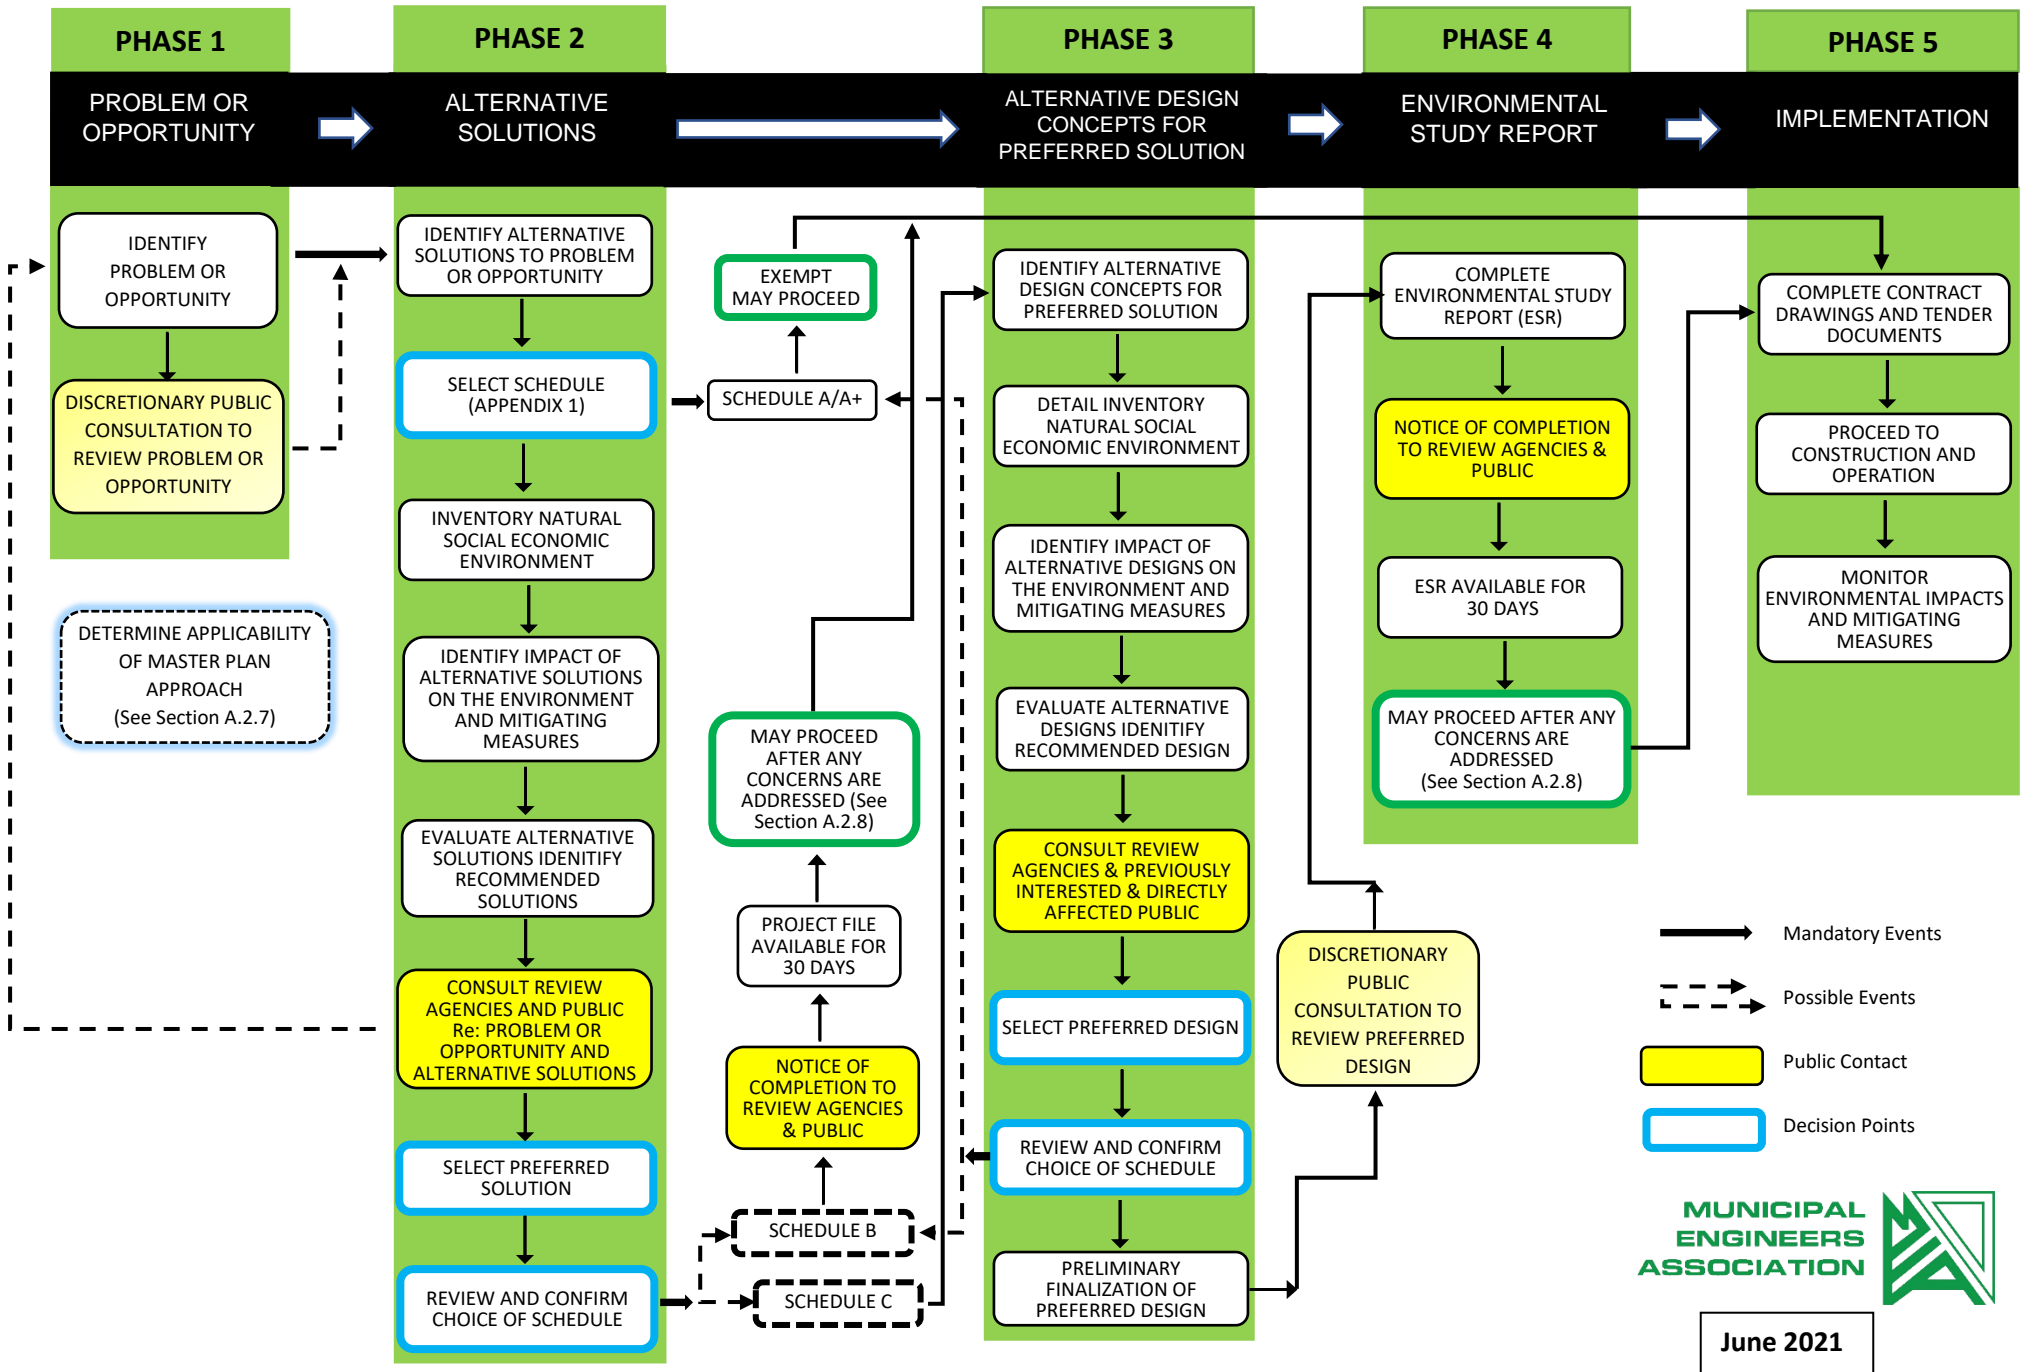 PHASE 1
PROBLEM OR
OPPORTUNITY
IDENTIFY
PROBLEM OR
OPPORTUNITY
DISCRETIONARY PUBLIC
CONSULTATION TO
REVIEW PROBLEM OR
OPPORTUNITY
DETERMINE APPLICABILITY
OF MASTER PLAN
APPROACH
(See Section A.2.7)
PHASE 2
ALTERNATIVE
SOLUTIONS
IDENTIFY ALTERNATIVE
SOLUTIONS TO PROBLEM
OR OPPORTUNITY
SELECT SCHEDULE
(APPENDIX 1)
INVENTORY NATURAL
SOCIAL ECONOMIC
ENVIRONMENT
IDENTIFY IMPACT OF
ALTERNATIVE SOLUTIONS
ON THE ENVIRONMENT
AND MITIGATING
MEASURES
EVALUATE ALTERNATIVE
SOLUTIONS IDENITIFY
RECOMMENDED
SOLUTIONS
CONSULT REVIEW
AGENCIES AND PUBLIC
Re: PROBLEM OR
OPPORTUNITY AND
ALTERNATIVE SOLUTIONS
SELECT PREFERRED
SOLUTION
REVIEW AND CONFIRM
CHOICE OF SCHEDULE
EXEMPT
MAY PROCEED
SCHEDULE A/A+
MAY PROCEED
AFTER ANY
CONCERNS ARE
ADDRESSED (See
Section A.2.8)
PROJECT FILE
AVAILABLE FOR
30 DAYS
NOTICE OF
COMPLETION TO
REVIEW AGENCIES
& PUBLIC
SCHEDULE B
SCHEDULE C
PHASE 3
ALTERNATIVE DESIGN
CONCEPTS FOR
PREFERRED SOLUTION
IDENTIFY ALTERNATIVE
DESIGN CONCEPTS FOR
PREFERRED SOLUTION
DETAIL INVENTORY
NATURAL SOCIAL
ECONOMIC ENVIRONMENT
IDENTIFY IMPACT OF
ALTERNATIVE DESIGNS ON
THE ENVIRONMENT AND
MITIGATING MEASURES
EVALUATE ALTERNATIVE
DESIGNS IDENITIFY
RECOMMENDED DESIGN
CONSULT REVIEW
AGENCIES & PREVIOUSLY
INTERESTED & DIRECTLY
AFFECTED PUBLIC
SELECT PREFERRED DESIGN
REVIEW AND CONFIRM
CHOICE OF SCHEDULE
PRELIMINARY
FINALIZATION OF
PREFERRED DESIGN
DISCRETIONARY
PUBLIC
CONSULTATION TO
REVIEW PREFERRED
DESIGN
PHASE 4
ENVIRONMENTAL
STUDY REPORT
COMPLETE
ENVIRONMENTAL STUDY
REPORT (ESR)
NOTICE OF COMPLETION
TO REVIEW AGENCIES &
PUBLIC
ESR AVAILABLE FOR
30 DAYS
MAY PROCEED AFTER ANY
CONCERNS ARE
ADDRESSED
(See Section A.2.8)
PHASE 5
IMPLEMENTATION
COMPLETE CONTRACT
DRAWINGS AND TENDER
DOCUMENTS
PROCEED TO
CONSTRUCTION AND
OPERATION
MONITOR
ENVIRONMENTAL IMPACTS
AND MITIGATING
MEASURES
Mandatory Events
Possible Events
Public Contact
Decision Points
MUNICIPAL
ENGINEERS
ASSOCIATION
MEA
June 2021